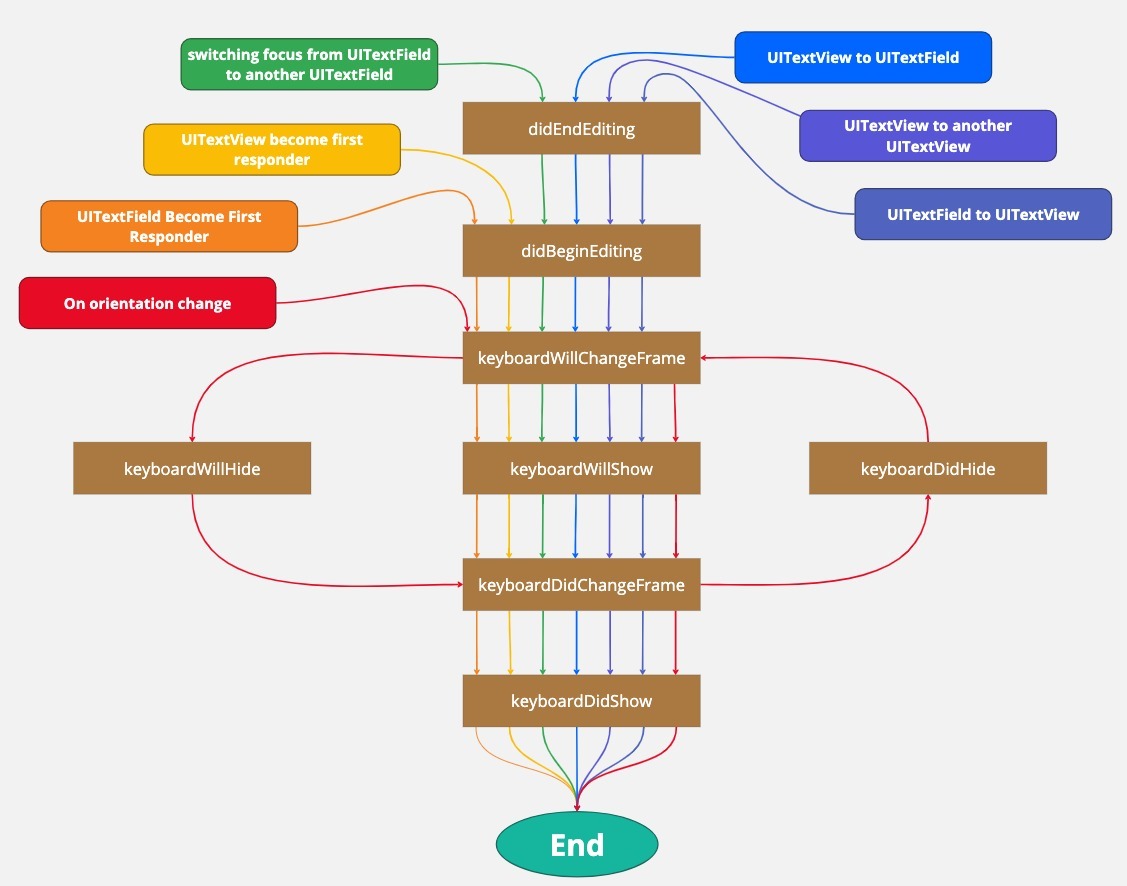 switching focus from UITextField
to another UITextField
UITextView to UITextField
didEndEditing
UITextView to another
UITextView
UITextView become first
responder
UITextField Become First
Responder
UITextField to UITextView
didBeginEditing
On orientation change
keyboardWillChangeFrame
keyboardWillHide
keyboardWillShow
keyboardDidHide
keyboardDidChangeFrame
keyboardDidShow
End